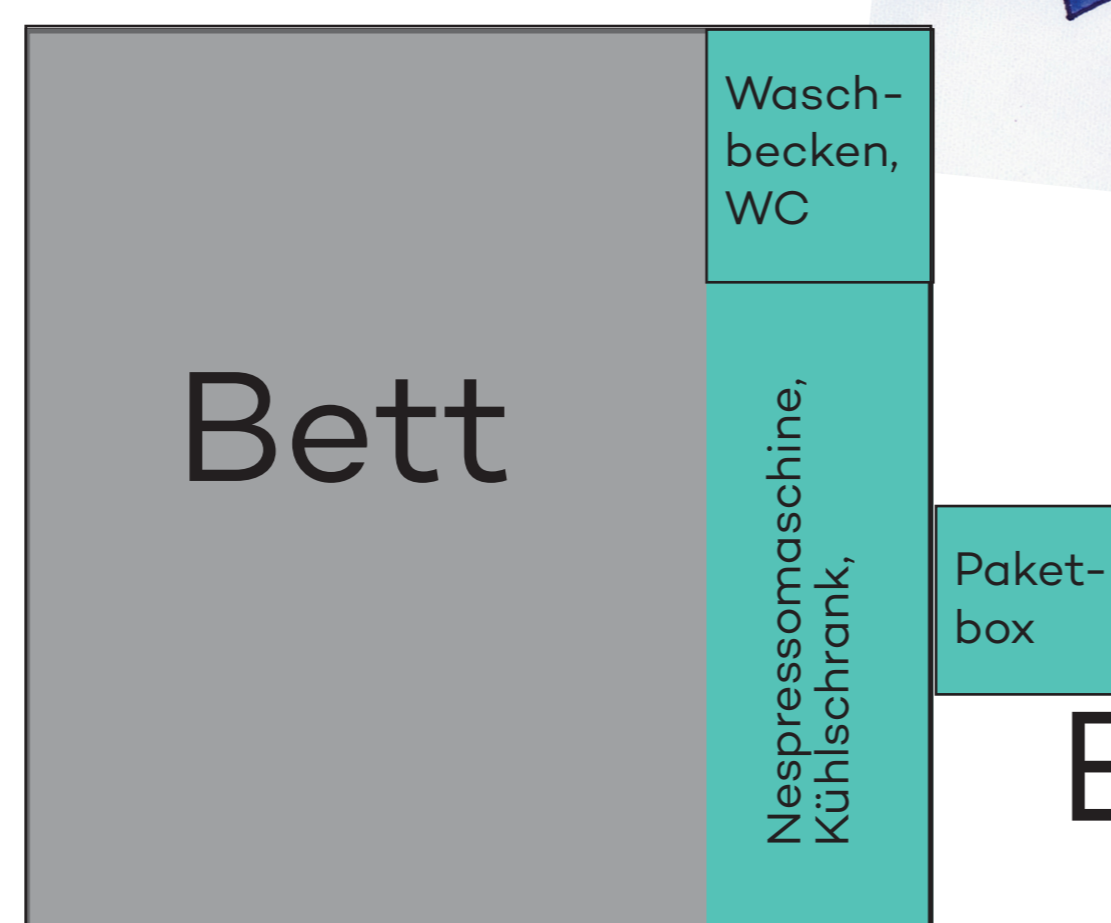 Wasch-
becken,
WC
Bett
Nespressomaschine,
Kühlschrank,
Paket-
box